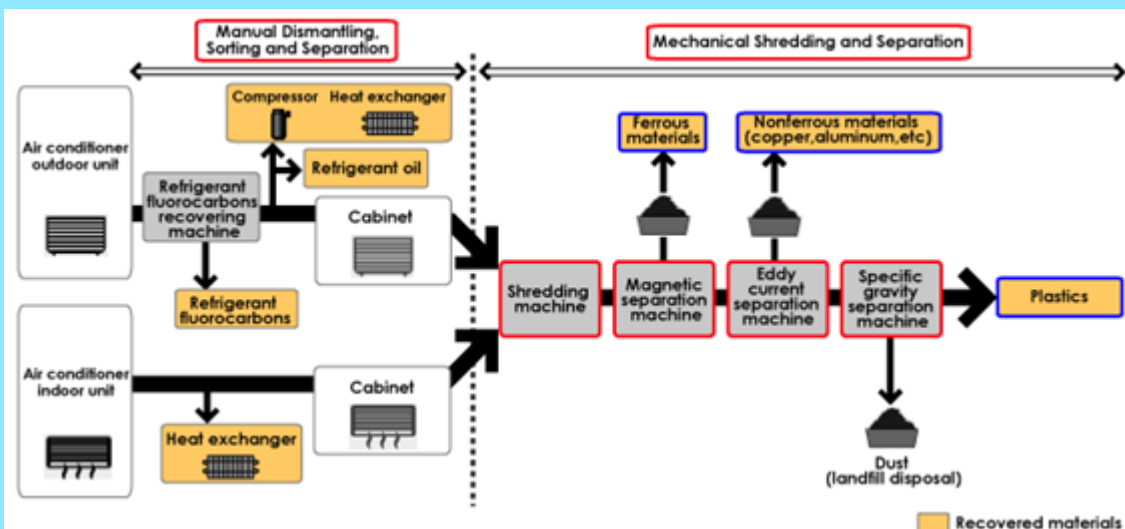 Manual Dismantling,
Sorting and Separation
Mechanical Shredding and Separation
Compressor
Heat exchanger
Air conditioner
outdoor unit
Refrigerant oil
Refrigerant
fluorocarbons
recovering
machine
Cabinet
Refrigerant
fluorocarbons
Ferrous
materials
Nonferrous materials
(copper,aluminum,etc)
Shredding
machine
Magnetic
separation
machine
Eddy
current
separation
machine
Specific
gravity
separation
machine
Plastics
Air conditioner
indoor unit
Cabinet
Heat exchanger
Dust
(landfill disposal)
Recovered materials